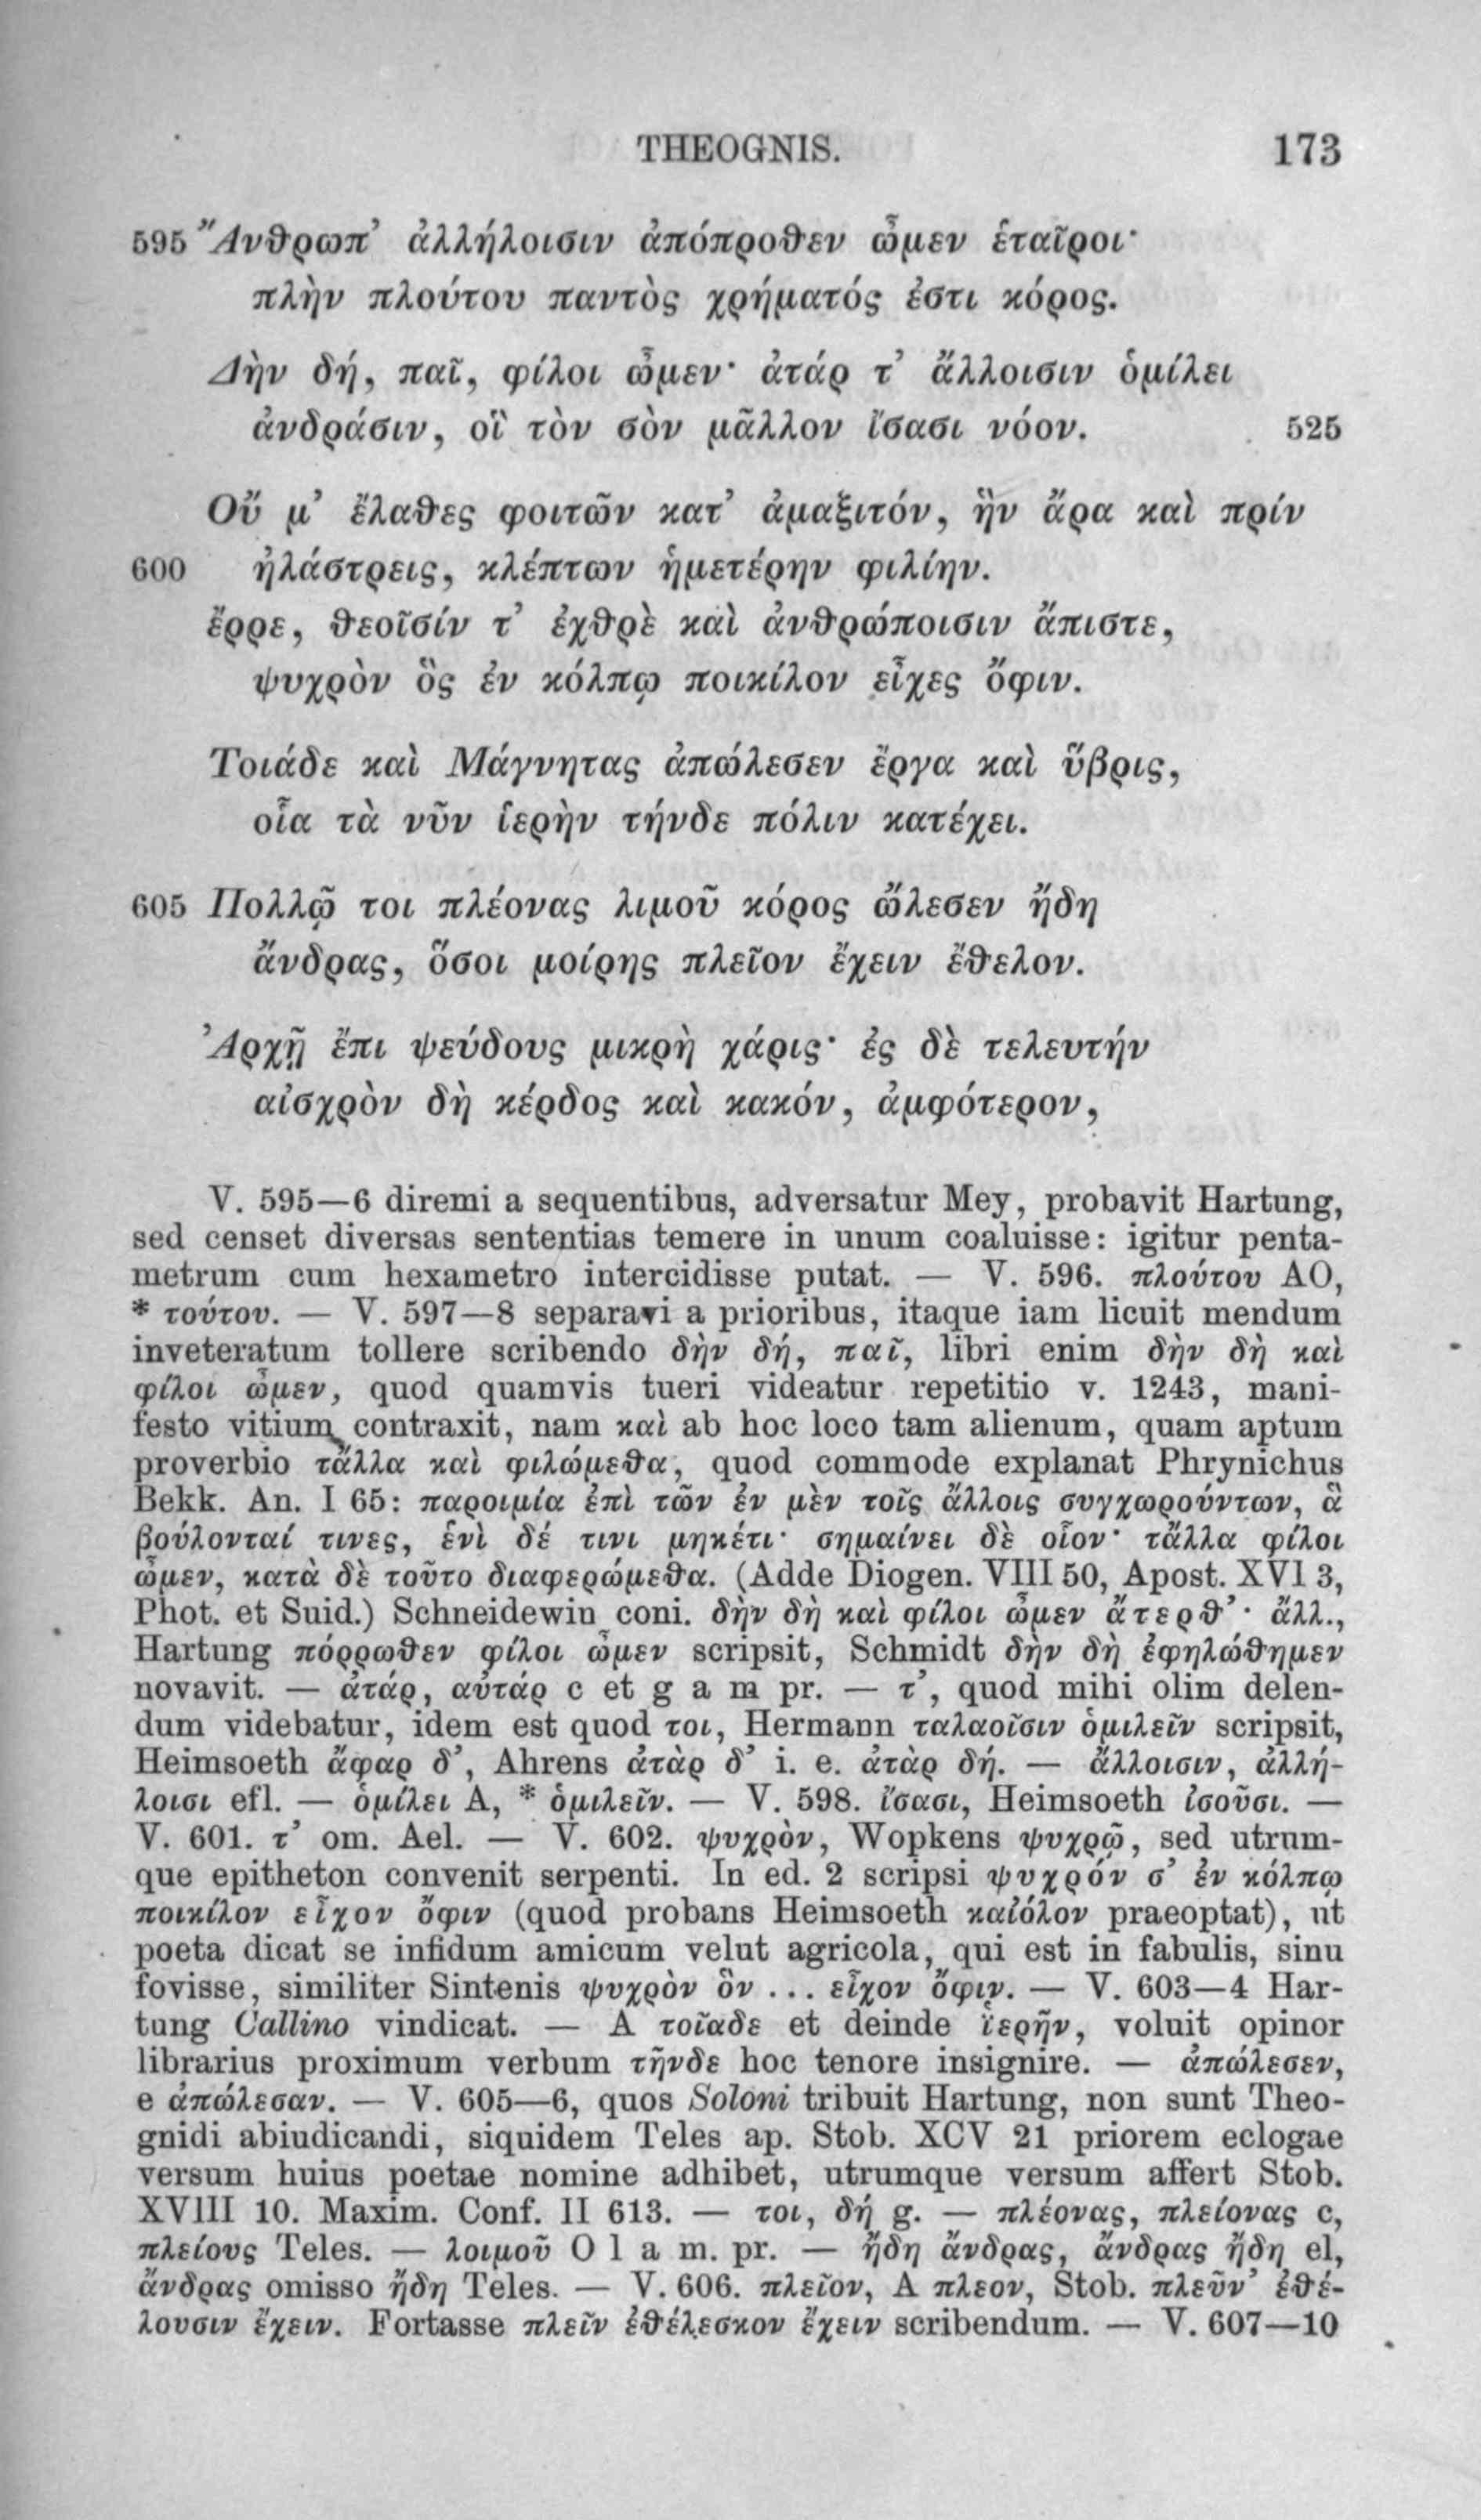 THEOGNIS. 173
595 Ἄνθρωπ’ ἀλλήλοισιν ἀπόπροθεν ὦμεν ἑταῖροι·
πλὴν πλούτου παντὸς χρήματός ἐστι κόρος.
Δὴν δή, παῖ, φίλοι ὦμεν· ἀτάρ τ’ ἄλλοισιν ὁμίλει
ἀνδράσιν, οἳ τὸν σὸν μᾶλλον ἴσασι νόον. 525
Οὔ μ’ ἔλαθες φοιτῶν κατ’ ἀμαξιτόν, ἣν ἄρα καὶ πρίν
600 ἠλάστρεις, κλέπτων ἡμετέρην φιλίην.
ἔρρε, θεοῖσίν τ’ ἐχθρὲ καὶ ἀνθρώποισιν ἄπιστε,
ψυχρὸν ὃς ἐν κόλπῳ ποικίλον εἶχες ὄφιν.
Τοιάδε καὶ Μάγνητας ἀπώλεσεν ἔργα καὶ ὕβρις,
οἷα τὰ νῦν ἱερὴν τήνδε πόλιν κατέχει.
605 Πολλῷ τοι πλέονας λιμοῦ κόρος ὤλεσεν ἤδη
ἄνδρας, ὅσοι μοίρης πλεῖον ἔχειν ἔθελον.
Ἀρχῇ ἔπι ψεύδους μικρὴ χάρις· ἐς δὲ τελευτήν
αἰσχρὸν δὴ κέρδος καὶ κακόν, ἀμφότερον,
V. 595—6 diremi a sequentibus, adversatur Mey, probavit Hartung,
sed censet diversas sententias temere in unum coaluisse: igitur penta-
metrum cum hexametro intercidisse putat. — V. 596. πλούτου AO,
* τούτου. — V. 597—8 separavi a prioribus, itaque iam licuit mendum
inveteratum tollere scribendo δὴν δή, παῖ, libri enim δὴν δὴ καὶ
φίλοι ὦμεν, quod quamvis tueri videatur repetitio v. 1243, mani-
festo vitium contraxit, nam καὶ ab hoc loco tam alienum, quam aptum
proverbio τἄλλα καὶ φιλώμεθα, quod commode explanat Phrynichus
Bekk. An. I 65: παροιμία ἐπὶ τῶν ἐν μὲν τοῖς ἄλλοις συγχωρούντων, ἃ
βούλονταί τινες, ἑνὶ δέ τινι μηκέτι· σημαίνει δὲ οἷον· τἄλλα φίλοι
ὦμεν, κατὰ δὲ τοῦτο διαφερώμεθα. (Adde Diogen. VIII 50, Apost. XVI 3,
Phot. et Suid.) Schneidewin coni. δὴν δὴ καὶ φίλοι ὦμεν ἄτερθ’· ἄλλ.,
Hartung πόρρωθεν φίλοι ὦμεν scripsit, Schmidt δὴν δὴ ἐφηλώθημεν
novavit. — ἀτάρ, αὐτάρ c et g a m pr. — τ’, quod mihi olim delen-
dum videbatur, idem est quod τοι, Hermann ταλαοῖσιν ὁμιλεῖν scripsit,
Heimsoeth ἄφαρ δ’, Ahrens ἀτὰρ δ’ i. e. ἀτὰρ δή. — ἄλλοισιν, ἀλλή-
λοισι efl. — ὁμίλει A, * ὁμιλεῖν. — V. 598. ἴσασι, Heimsoeth ἰσοῦσι. —
V. 601. τ’ om. Ael. — V. 602. ψυχρὸν, Wopkens ψυχρῷ, sed utrum-
que epitheton convenit serpenti. In ed. 2 scripsi ψυχρόν σ’ ἐν κόλπῳ
ποικίλον εἶχον ὄφιν (quod probans Heimsoeth καἰόλον praeoptat), ut
poeta dicat se infidum amicum velut agricola, qui est in fabulis, sinu
fovisse, similiter Sintenis ψυχρὸν ὃν ... εἶχον ὄφιν. — V. 603—4 Har-
tung Callino vindicat. — A τοῖαδε et deinde ϊερῆν, voluit opinor
librarius proximum verbum τῆνδε hoc tenore insignire. — ἀπώλεσεν,
e ἀπώλεσαν. — V. 605—6, quos Soloni tribuit Hartung, non sunt Theo-
gnidi abiudicandi, siquidem Teles ap. Stob. XCV 21 priorem eclogae
versum huius poetae nomine adhibet, utrumque versum affert Stob.
XVIII 10. Maxim. Conf. II 613. — τοι, δή g. — πλέονας, πλείονας c,
πλείους Teles. — λοιμοῦ O l a m. pr. — ἤδη ἄνδρας, ἄνδρας ἤδη el,
ἄνδρας omisso ἤδη Teles. — V. 606. πλεῖον, A πλεον, Stob. πλεῦν’ ἐθέ-
λουσιν ἔχειν. Fortasse πλεῖν ἐθέλεσκον ἔχειν scribendum. — V. 607—10